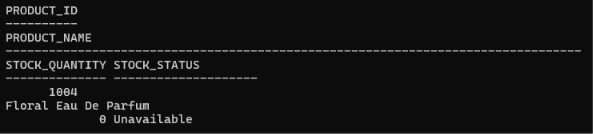 PRODUCT_ID
----------
PRODUCT_NAME
--------------------------------------------------------------------------------
STOCK_QUANTITY STOCK_STATUS
-------------- --------------------
1004
Floral Eau De Parfum
0 Unavailable